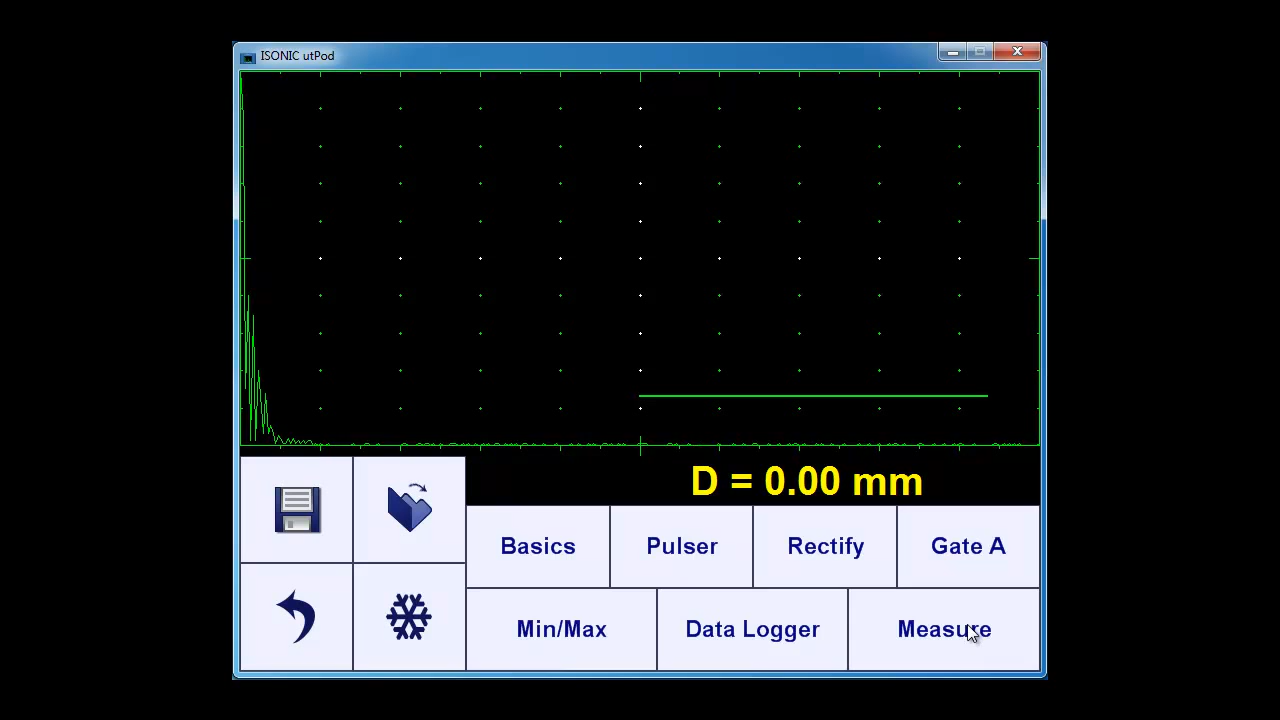 ISONIC utPod
D = 0.00 mm
Basics
Pulser
Rectify
Gate A
Min/Max
Data Logger
Measure